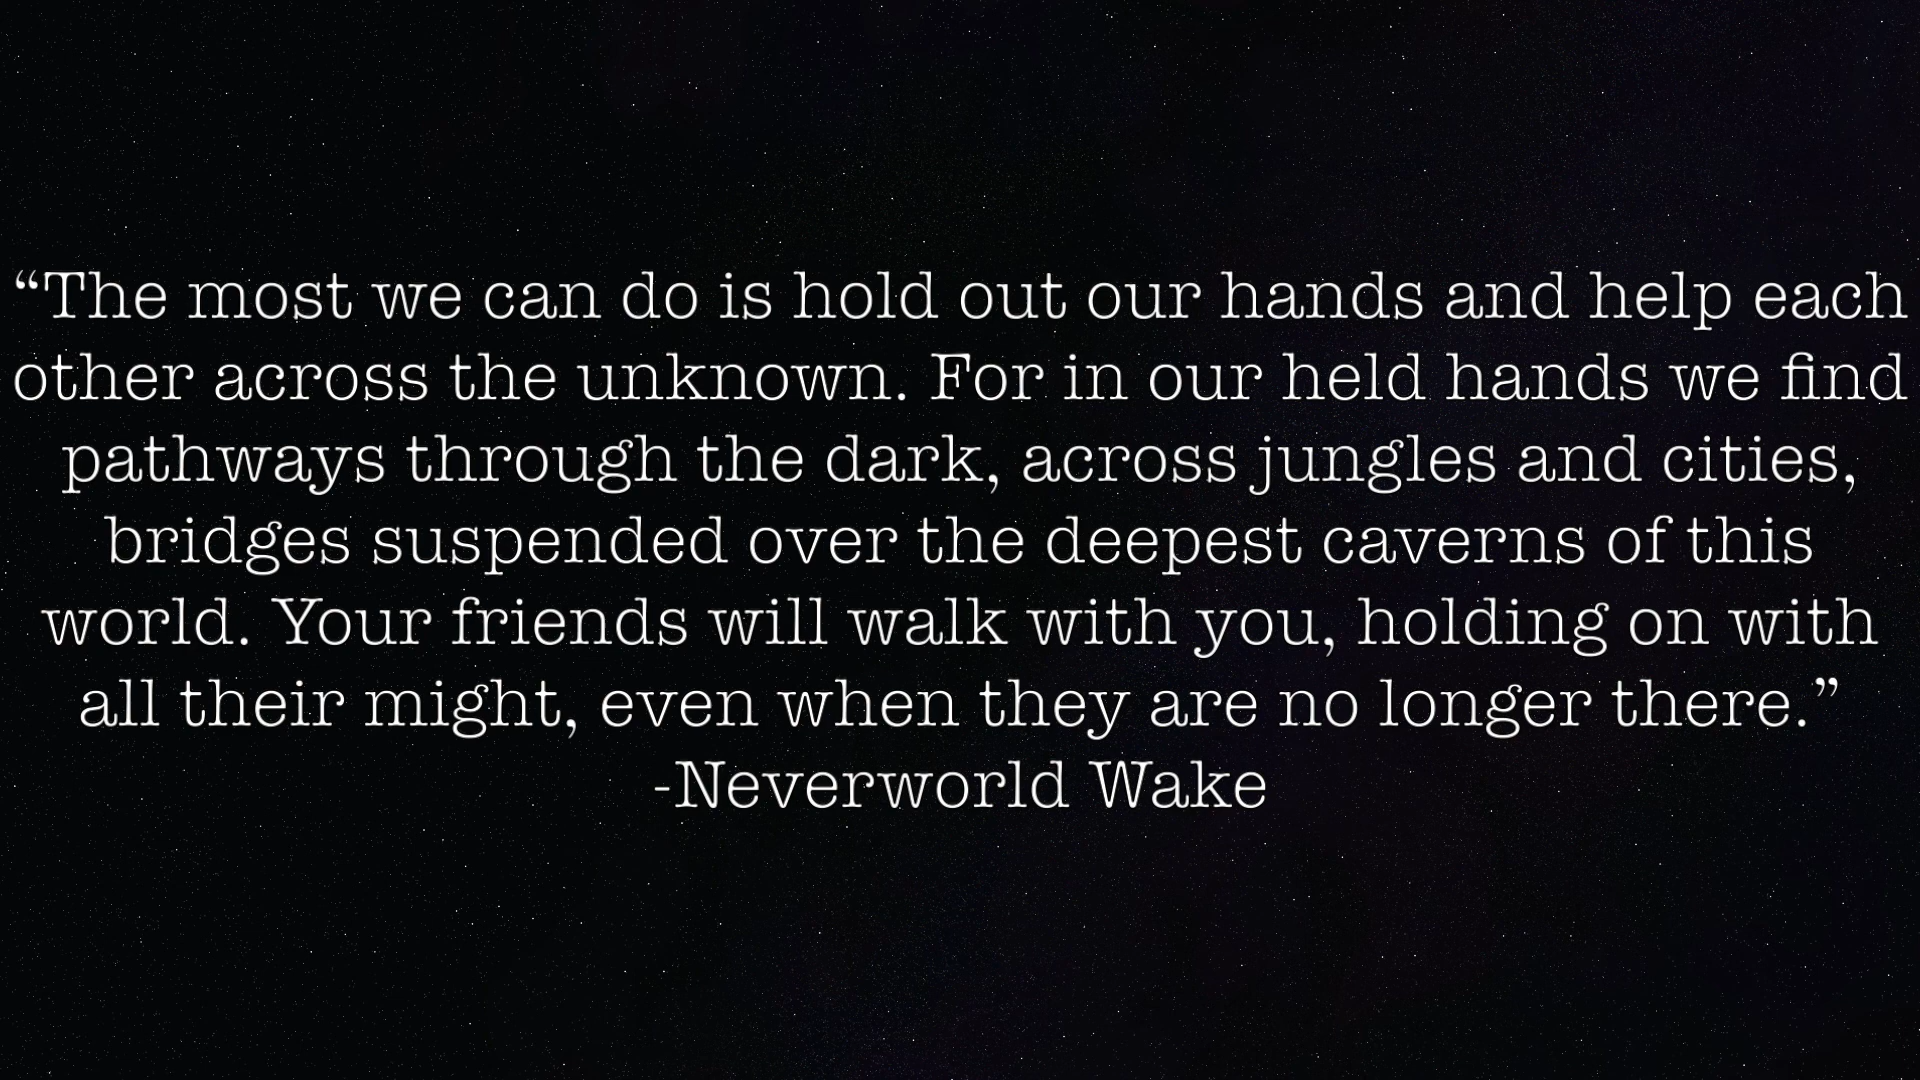 “The most we can do is hold out our hands and help each
other across the unknown. For in our held hands we find
pathways through the dark, across jungles and cities,
bridges suspended over the deepest caverns of this
world. Your friends will walk with you, holding on with
all their might, even when they are no longer there.”
-Neverworld Wake